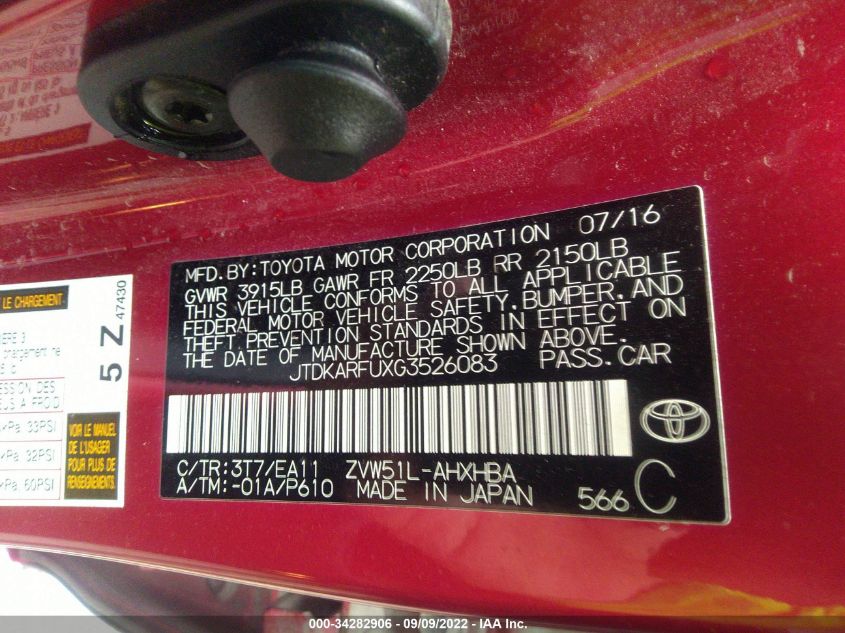 07/16
MFD.BY:TOYOTA MOTOR CORPORATION
GVWR 3915LB GAWR FR 2250LB RR 2150LB
THIS VEHICLE CONFORMS TO ALL APPLICABLE
FEDERAL MOTOR VEHICLE SAFETY, BUMPER, AND
THEFT PREVENTION STANDARDS IN EFFECT ON
THE DATE OF MANUFACTURE SHOWN ABOVE.
JTDKARFUXG3526083 PASS.CAR
C/TR:3T7/EA11 ZVW51L-AHXHBA
A/TM:-01A/P610 MADE IN JAPAN 566 C
LE CHARGEMENT
5 Z 47430
chargement ne
À FROID
kPa 33PSI
kPa 32PSI
kPa 60PSI
VOIR LE MANUEL
DE L'USAGER
POUR PLUS DE
RENSEIGNEMENTS
000-34282906 - 09/09/2022 - IAA Inc.